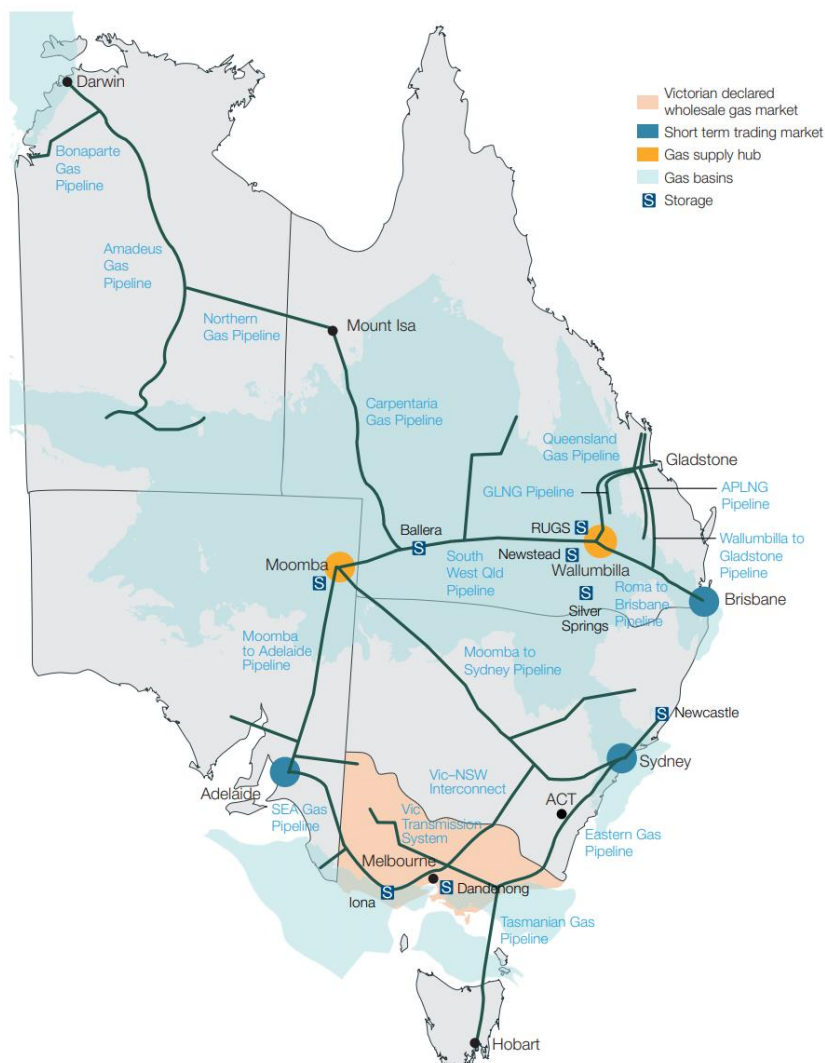 Darwin
Victorian declared
wholesale gas market
Short term trading market
Gas supply hub
Gas basins
S Storage
Bonaparte
Gas
Pipeline
Amadeus
Gas
Pipeline
Northern
Gas Pipeline
Mount Isa
Carpentaria
Gas Pipeline
Queensland
Gas Pipeline
Gladstone
GLNG Pipeline
APLNG
Pipeline
Ballera
S
RUGS S
Wallumbilla to
Gladstone
Pipeline
Moomba
S
South
West Qld
Pipeline
Newstead S
Wallumbilla
S
Silver
Springs
Roma to
Brisbane
Pipeline
Brisbane
Moomba
to Adelaide
Pipeline
Moomba to
Sydney Pipeline
S Newcastle
Sydney
Adelaide
SEA Gas
Pipeline
Vic–NSW
Interconnect
ACT
Vic
Transmission
System
Eastern Gas
Pipeline
Melbourne
S Dandenong
Iona S
Tasmanian Gas
Pipeline
Hobart